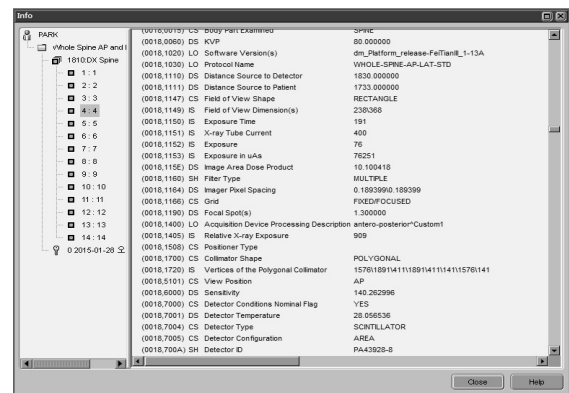 Info
PARK
Whole Spine AP and l
1810:DX Spine
1 : 1
2 : 2
3 : 3
4 : 4
5 : 5
6 : 6
7 : 7
8 : 8
9 : 9
10 : 10
11 : 11
12 : 12
13 : 13
14 : 14
0 2015-01-28 오
(0018,0015) CS Body Part Examined SPINE
(0018,0060) DS KVP 80.000000
(0018,1020) LO Software Version(s) dm_Platform_release-FeiTianIII_1-13A
(0018,1030) LO Protocol Name WHOLE-SPINE-AP-LAT-STD
(0018,1110) DS Distance Source to Detector 1830.000000
(0018,1111) DS Distance Source to Patient 1733.000000
(0018,1147) CS Field of View Shape RECTANGLE
(0018,1149) IS Field of View Dimension(s) 238\368
(0018,1150) IS Exposure Time 191
(0018,1151) IS X-ray Tube Current 400
(0018,1152) IS Exposure 76
(0018,1153) IS Exposure in uAs 76251
(0018,115E) DS Image Area Dose Product 10.100418
(0018,1160) SH Filter Type MULTIPLE
(0018,1164) DS Imager Pixel Spacing 0.189399\0.189399
(0018,1166) CS Grid FIXED/FOCUSED
(0018,1190) DS Focal Spot(s) 1.300000
(0018,1400) LO Acquisition Device Processing Description antero-posterior^Custom1
(0018,1405) IS Relative X-ray Exposure 909
(0018,1508) CS Positioner Type
(0018,1700) CS Collimator Shape POLYGONAL
(0018,1720) IS Vertices of the Polygonal Collimator 1576\1891\411\1891\411\141\1576\141
(0018,5101) CS View Position AP
(0018,6000) DS Sensitivity 140.262996
(0018,7000) CS Detector Conditions Nominal Flag YES
(0018,7001) DS Detector Temperature 28.056536
(0018,7004) CS Detector Type SCINTILLATOR
(0018,7005) CS Detector Configuration AREA
(0018,700A) SH Detector ID PA43928-8
Close Help